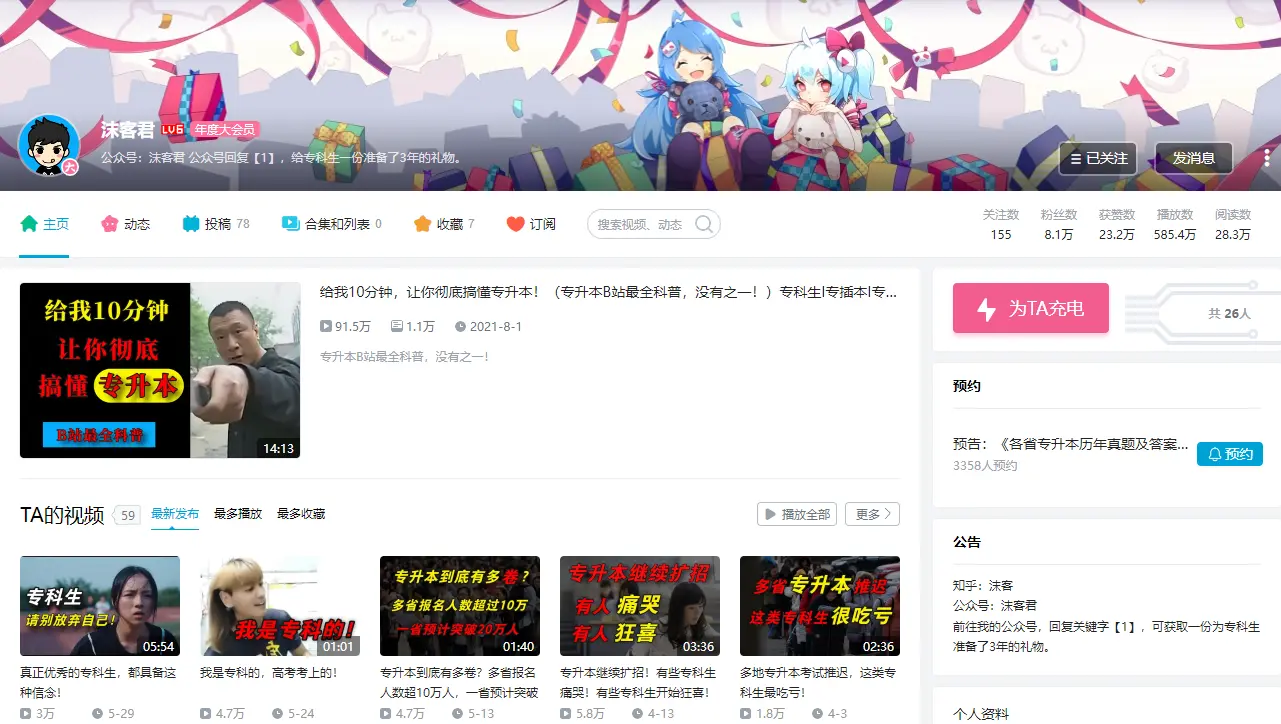 沫客君 LV6 年度大会员
公众号：沫客君 公众号回复【1】，给专科生一份准备了3年的礼物。
大
已关注
发消息
主页
动态
投稿 78
合集和列表 0
收藏 7
订阅
搜索视频、动态
关注数 粉丝数 获赞数 播放数 阅读数
155 8.1万 23.2万 585.4万 28.3万
给我10分钟
让你彻底
搞懂 专升本
B站最全科普
14:13
给我10分钟，让你彻底搞懂专升本！（专升本B站最全科普，没有之一！）专科生|专插本|专...
91.5万 1.1万 2021-8-1
专升本B站最全科普，没有之一！
为TA充电
共 26人
预约
预告：《各省专升本历年真题及答案...
3358人预约
预约
TA的视频 59 最新发布 最多播放 最多收藏
播放全部
更多
专科生
请别放弃自己！
05:54
真正优秀的专科生，都具备这
种信念！
3万 5-29
我是专科的！
01:01
我是专科的，高考考上的！
4.7万 5-24
专升本到底有多卷？
多省报名人数超过10万
一省预计突破20万人
01:40
专升本到底有多卷？多省报名
人数超10万人，一省预计突破
4.7万 5-13
专升本继续扩招
有人 痛哭
有人 狂喜
03:36
专升本继续扩招！有些专科生
痛哭！有些专科生开始狂喜！
5.8万 4-13
多省专升本推迟
这类专科生很吃亏
02:36
多地专升本考试推迟，这类专
科生最吃亏！
1.8万 4-3
公告
知乎：沫客
公众号：沫客君
前往我的公众号，回复关键字【1】，可获取一份为专科生
准备了3年的礼物。
个人资料